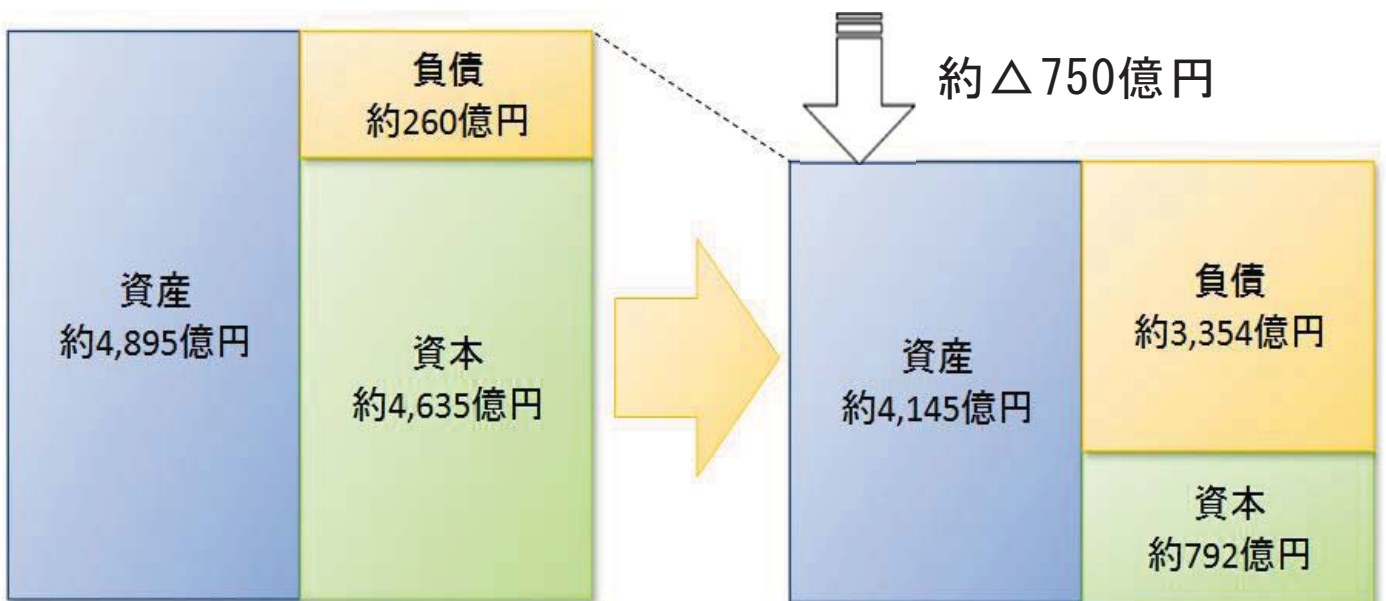 負債
約260億円
資産
約4,895億円
資本
約4,635億円
約△750億円
負債
約3,354億円
資産
約4,145億円
資本
約792億円